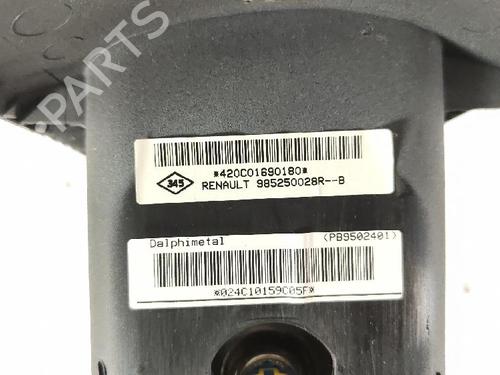 PARTS
*420C01690180*
345
RENAULT 985250028R--B
Dalphimetal (PB9502401)
*024C10159C05F*